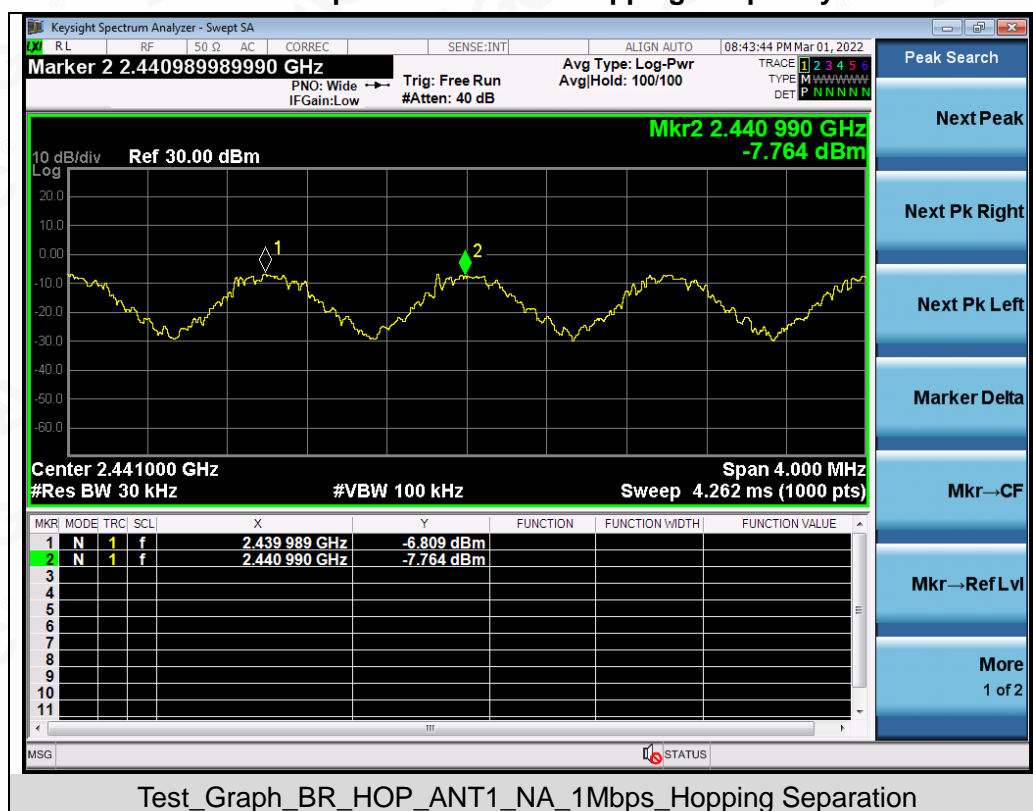 Keysight Spectrum Analyzer - Swept SA
LXI RL RF 50 Ω AC CORREC SENSE:INT ALIGN AUTO 08:43:44 PM Mar 01, 2022
Marker 2 2.440989989990 GHz
PNO: Wide
IFGain:Low
Trig: Free Run
#Atten: 40 dB
Avg Type: Log-Pwr
Avg|Hold: 100/100
TRACE 1 2 3 4 5 6
TYPE M WWWWW
DET P N N N N N
Mkr2 2.440 990 GHz
-7.764 dBm
10 dB/div Ref 30.00 dBm
Log
20.0
10.0
0.00
-10.0
-20.0
-30.0
-40.0
-50.0
-60.0
1
2
Center 2.441000 GHz Span 4.000 MHz
#Res BW 30 kHz #VBW 100 kHz Sweep 4.262 ms (1000 pts)
MKR MODE TRC SCL X Y FUNCTION FUNCTION WIDTH FUNCTION VALUE
1 N 1 f 2.439 989 GHz -6.809 dBm
2 N 1 f 2.440 990 GHz -7.764 dBm
3
4
5
6
7
8
9
10
11
MSG STATUS
Peak Search
Next Peak
Next Pk Right
Next Pk Left
Marker Delta
Mkr→CF
Mkr→Ref Lvl
More
1 of 2
Test_Graph_BR_HOP_ANT1_NA_1Mbps_Hopping Separation